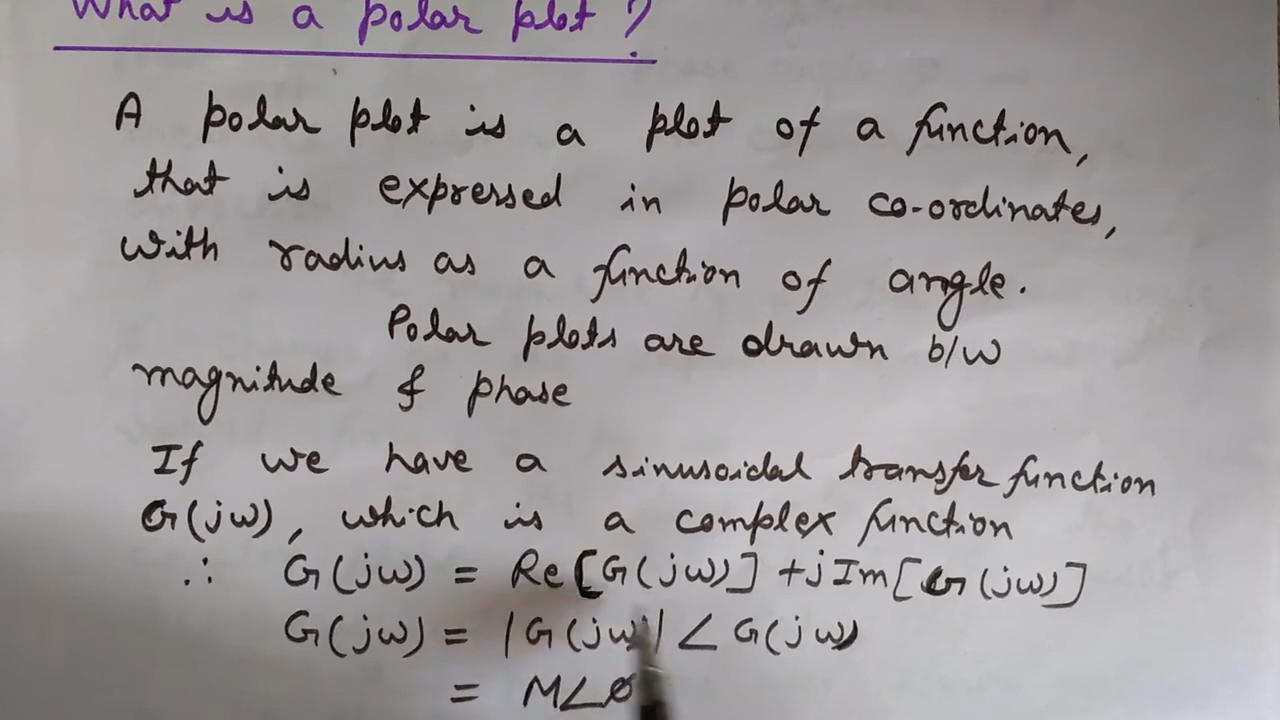 What is a polar plot ?
A polar plot is a plot of a function,
that is expressed in polar co-ordinates,
with radius as a function of angle.
Polar plots are drawn b/w
magnitude & phase
If we have a sinusoidal transfer function
G(jω), which is a complex function
∴ G(jω) = Re[G(jω)] +jIm[G(jω)]
G(jω) = |G(jω)| ∠ G(jω)
= M∠ø